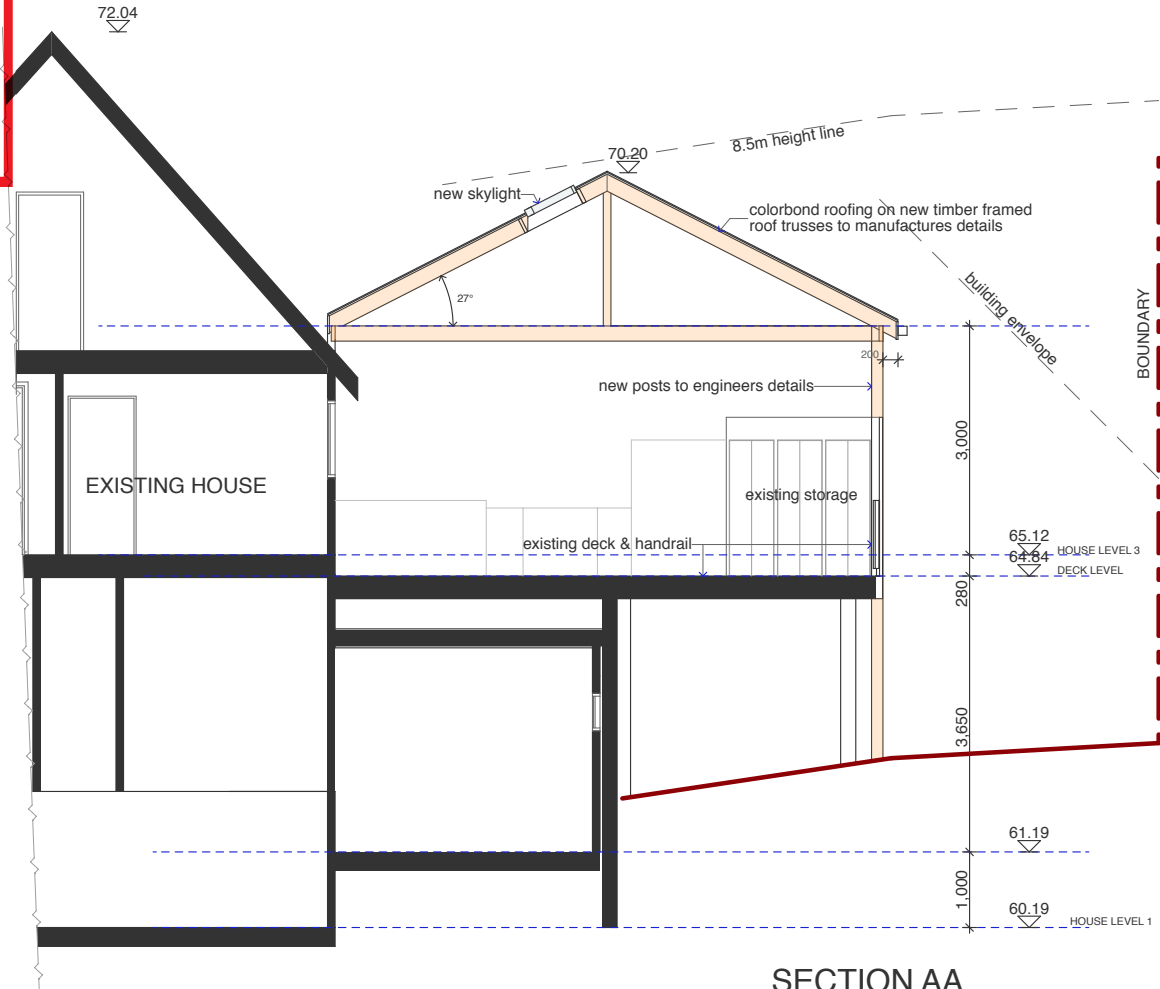 72.04
70.20
8.5m height line
new skylight
colorbond roofing on new timber framed
roof trusses to manufactures details
27°
building envelope
BOUNDARY
200
new posts to engineers details
3,000
EXISTING HOUSE
existing storage
existing deck & handrail
65.12
HOUSE LEVEL 3
64.84
DECK LEVEL
280
3,650
61.19
1,000
60.19
HOUSE LEVEL 1
SECTION AA